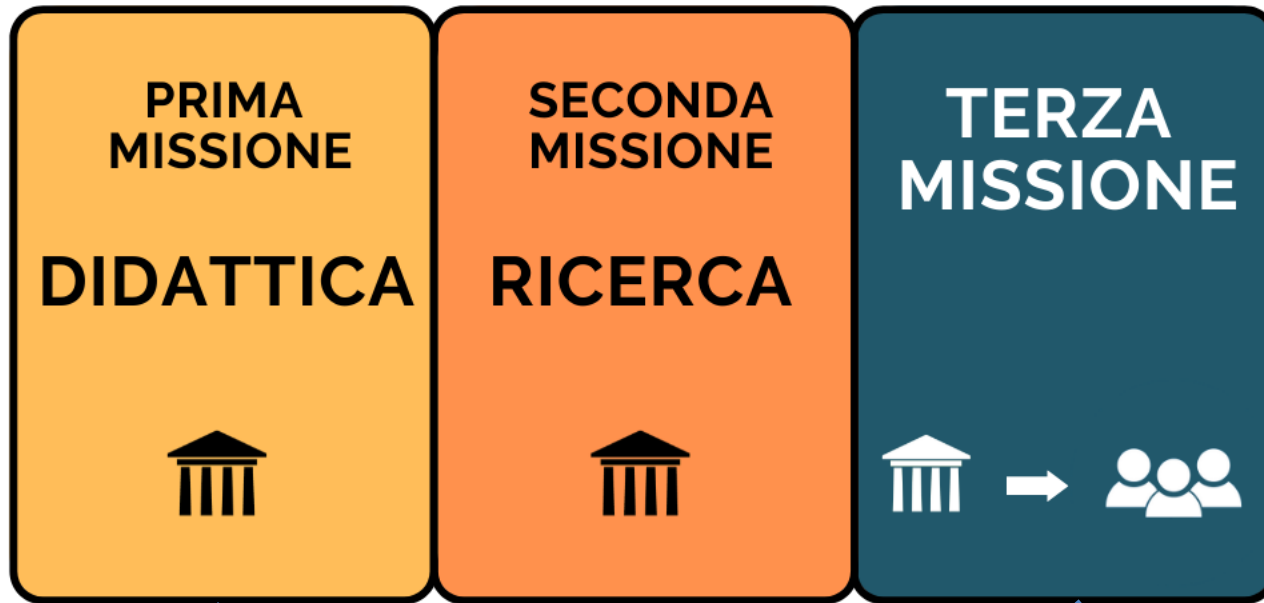 PRIMA
MISSIONE
DIDATTICA
SECONDA
MISSIONE
RICERCA
TERZA
MISSIONE